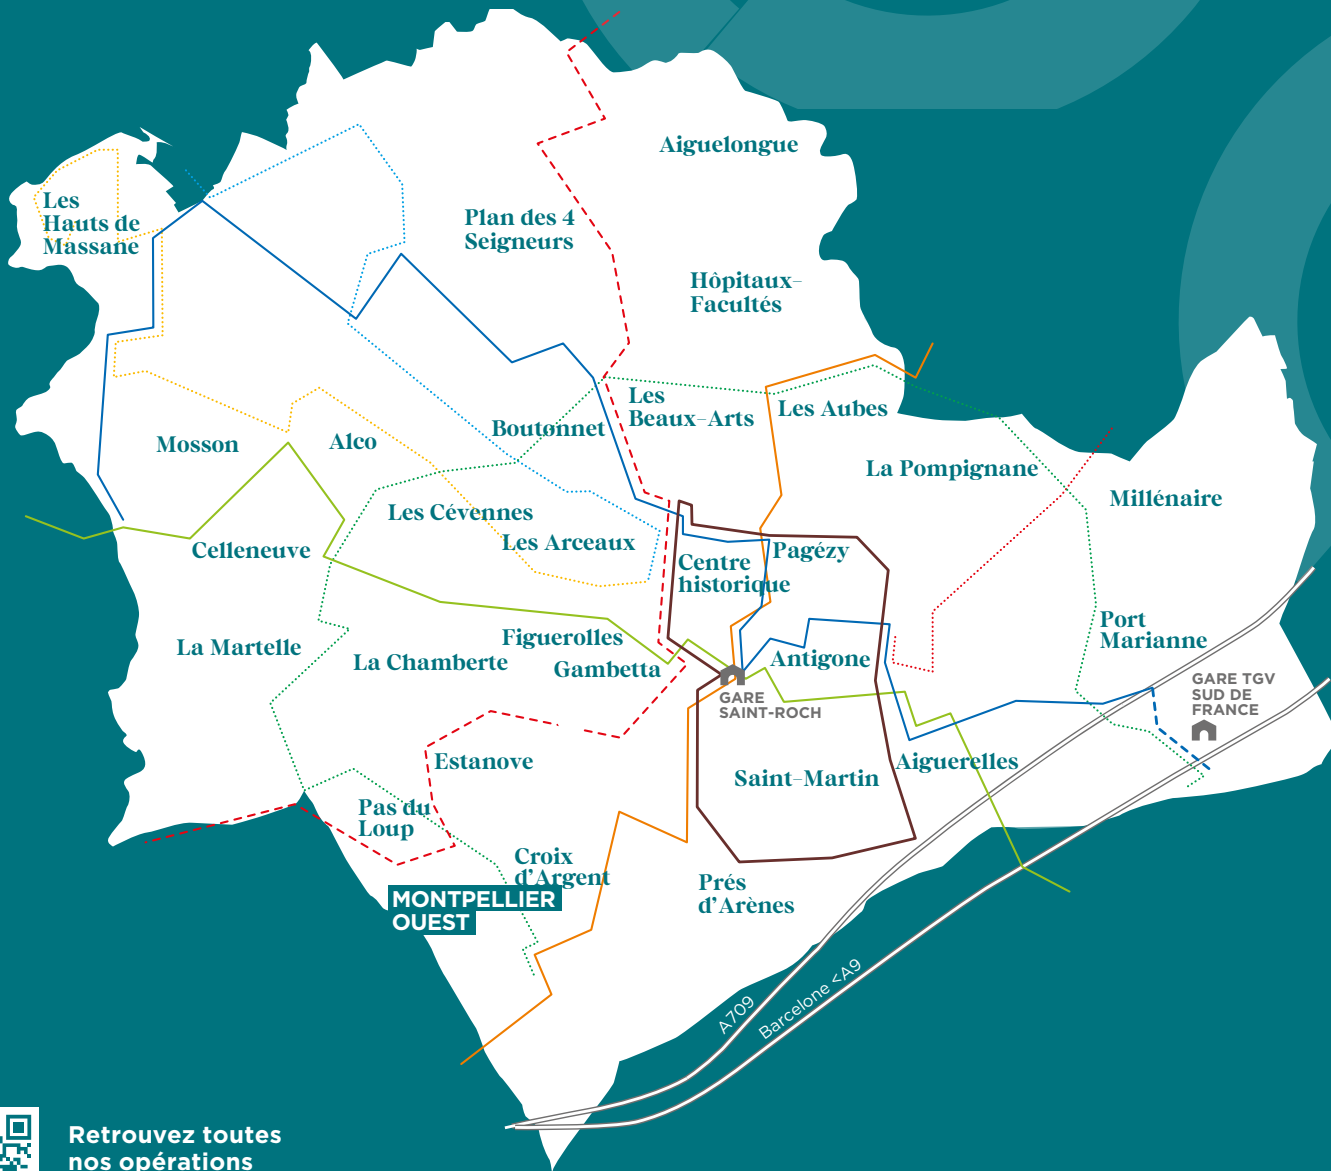 Aiguelongue
Les
Hauts de
Massane
Plan des 4
Seigneurs
Hôpitaux-
Facultés
Les
Beaux-Arts
Les Aubes
Boutonnet
Mosson
Alco
La Pompignane
Millénaire
Les Cévennes
Les Arceaux
Celleneuve
Centre
historique
Pagézy
Port
Marianne
La Martelle
La Chamberte
Figuerolles
Gambetta
Antigone
GARE
SAINT-ROCH
GARE TGV
SUD DE
FRANCE
Estanove
Saint-Martin
Aiguerelles
Pas du
Loup
Croix
d'Argent
Prés
d'Arènes
MONTPELLIER
OUEST
A709
Barcelone <A9
Retrouvez toutes
nos opérations